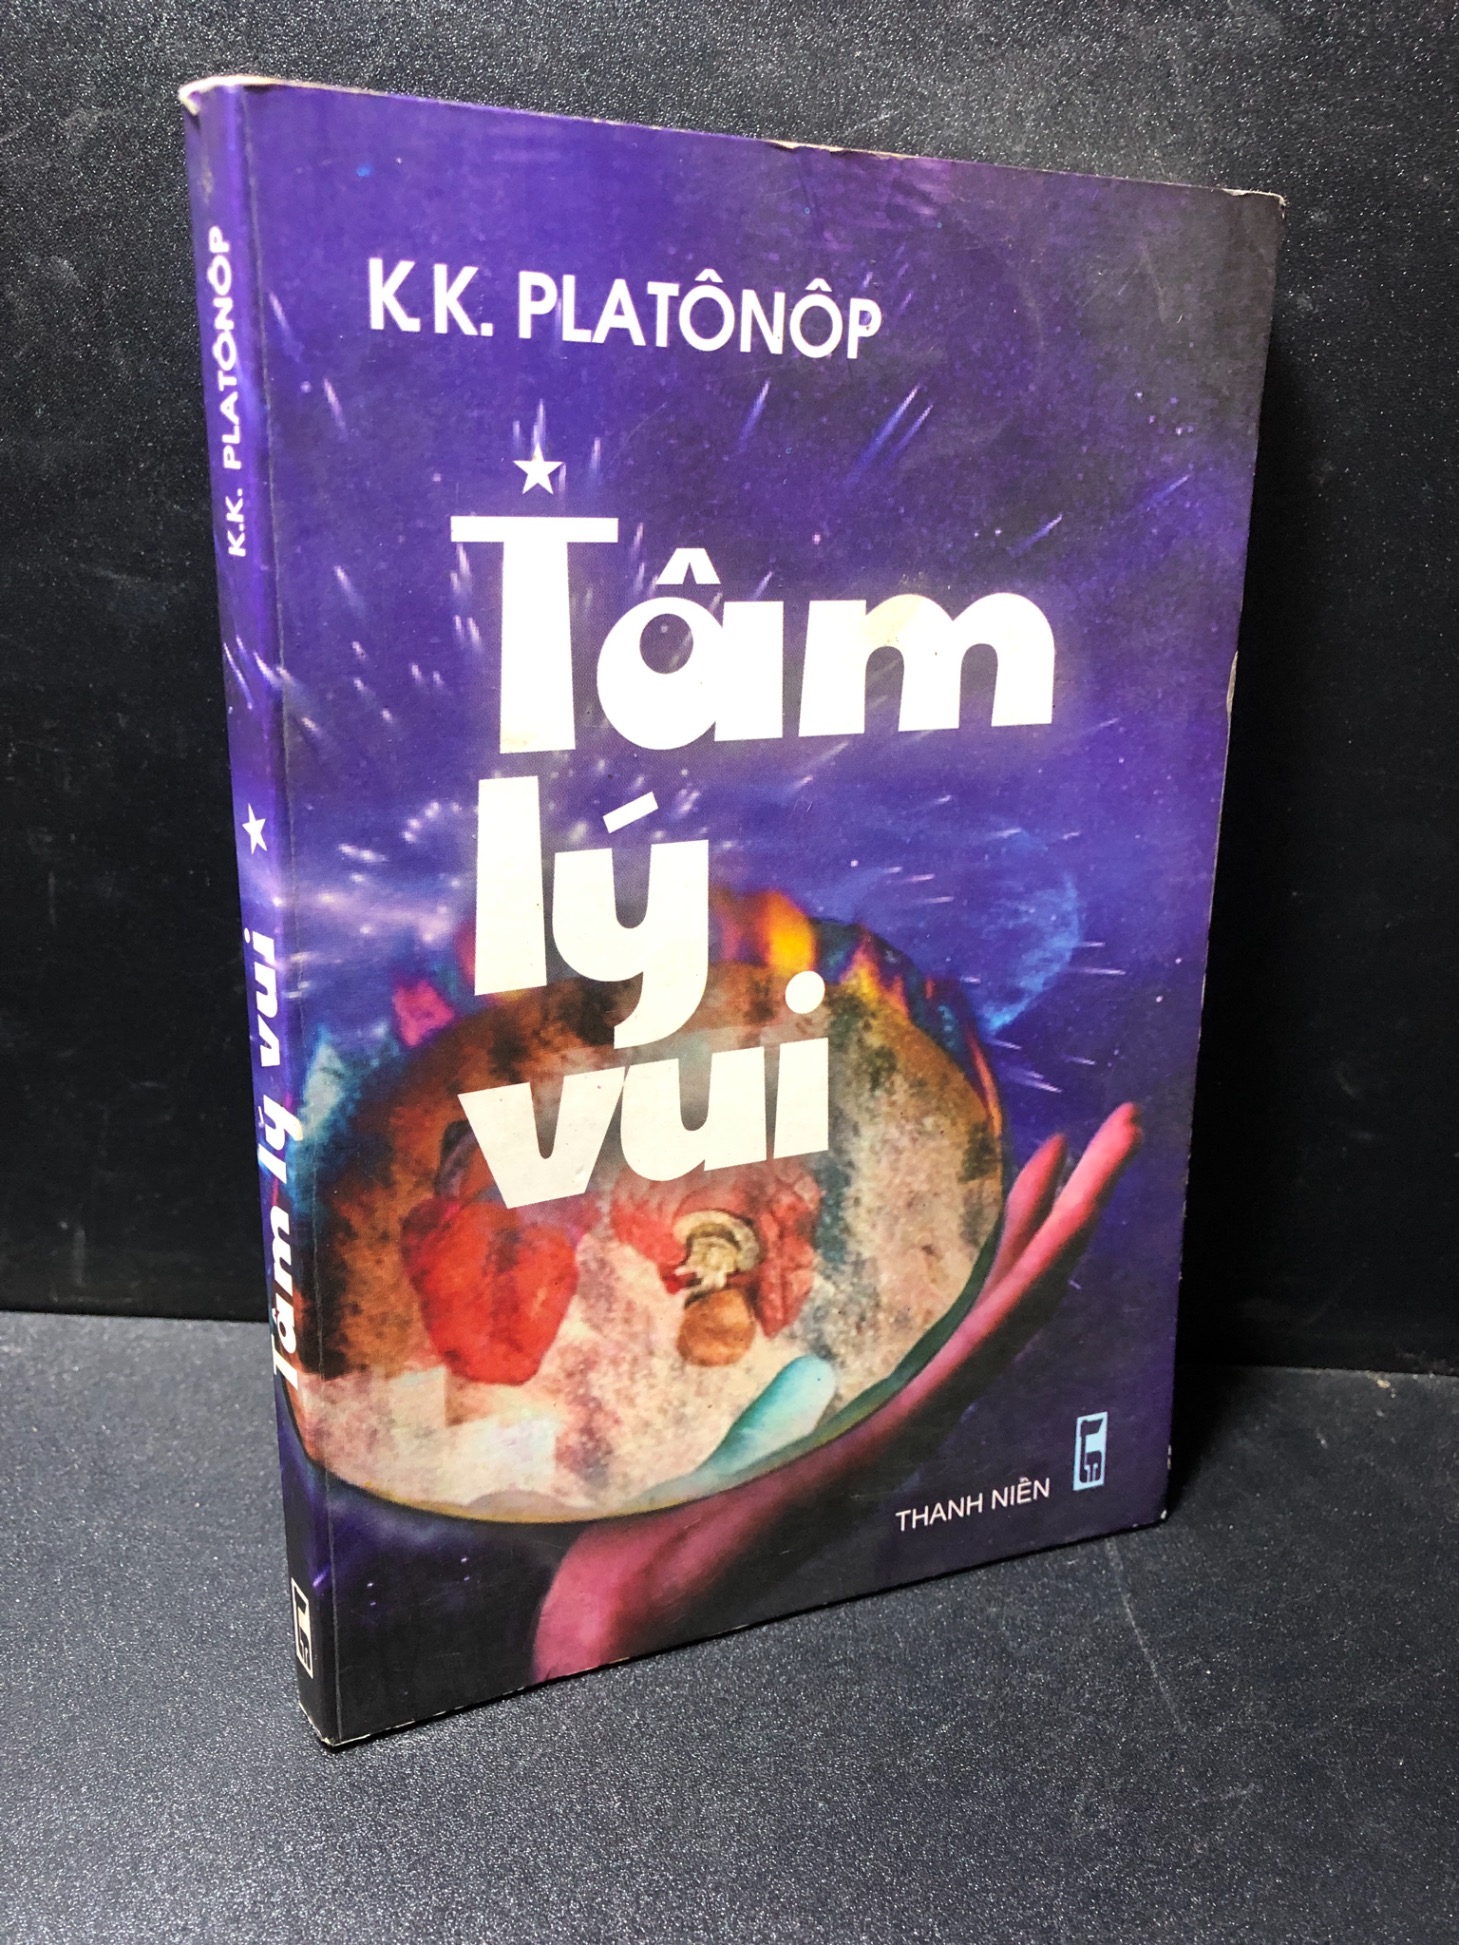 K.K. PLATÔNÔP
Tâm
lý
vui
THANH NIÊN
K.K. PLATÔNÔP
Tâm lý vui